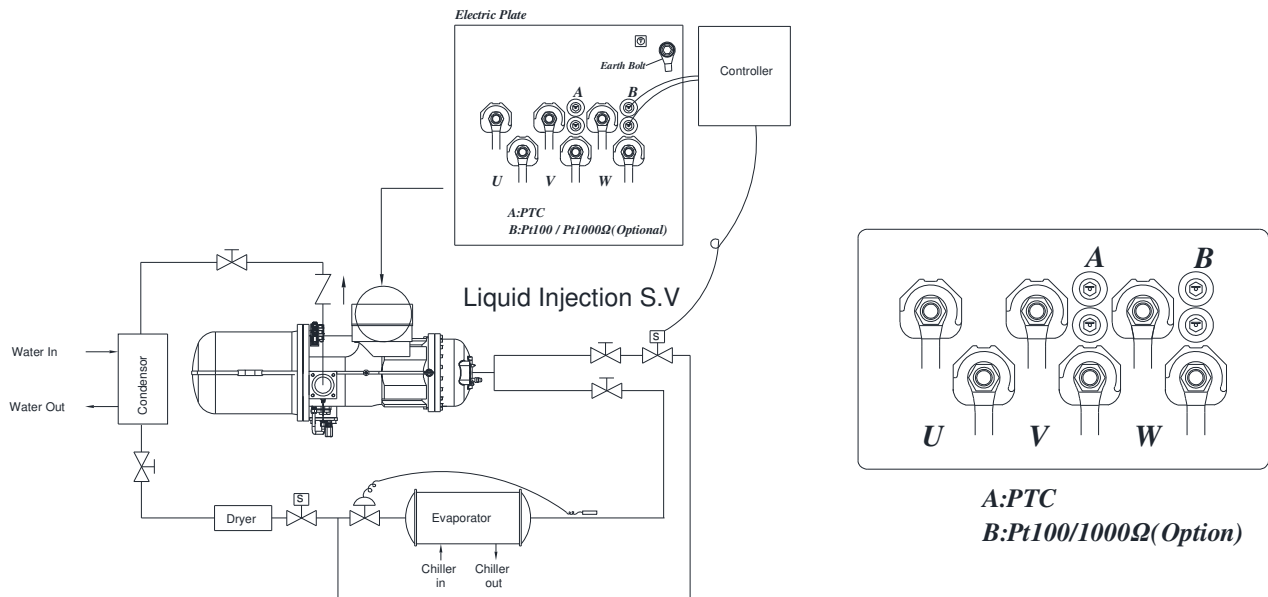 Electric Plate
Earth Bolt
Controller
A
B
U
V
W
A:PTC
B:Pt100 / Pt1000Ω(Optional)
Liquid Injection S.V
S
Water In
Water Out
Condensor
S
Dryer
Evaporator
Chiller
in
Chiller
out
A
B
U
V
W
A:PTC
B:Pt100/1000Ω(Option)